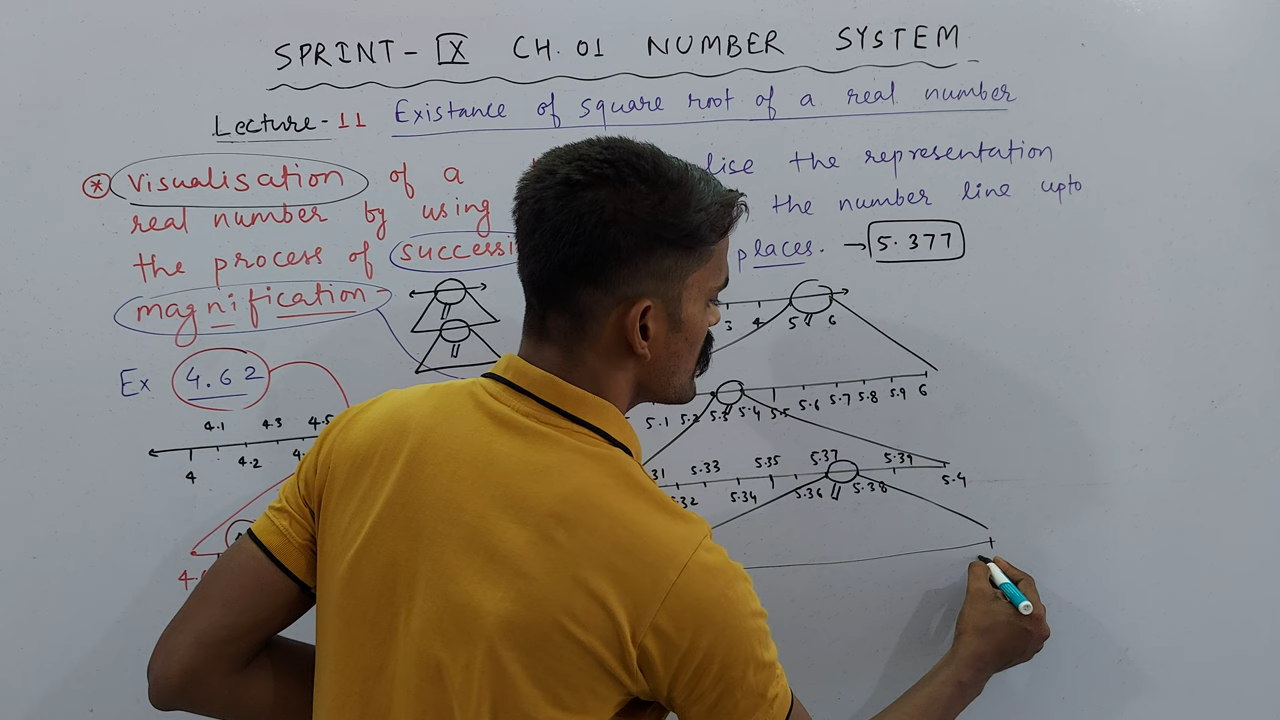 SPRINT-IX CH.01 NUMBER SYSTEM
Lecture-11 Existance of square root of a real number
visualisation of a
real number by using
the process of successi
magnification
lise the representation
the number line upto
places. → 5.377
Ex 4.62
4.1 4.3 4.5
4 4.2
3 4 5 6
5.1 5.2 5.3 5.4 5.5 5.6 5.7 5.8 5.9 6
5.33 5.35 5.37 5.39
5.34 5.36 5.38 5.4